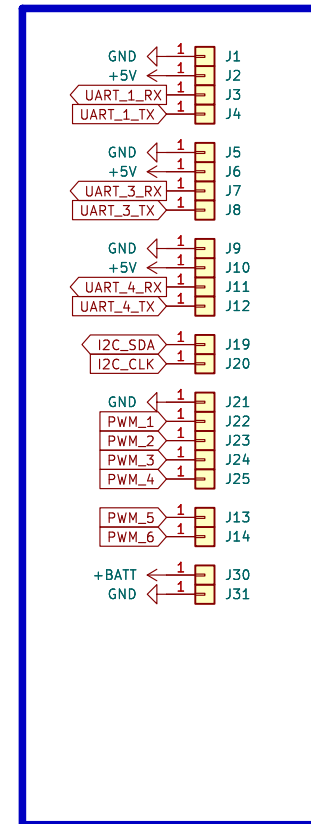 GND 1 J1
+5V 1 J2
UART_1_RX 1 J3
UART_1_TX 1 J4
GND 1 J5
+5V 1 J6
UART_3_RX 1 J7
UART_3_TX 1 J8
GND 1 J9
+5V 1 J10
UART_4_RX 1 J11
UART_4_TX 1 J12
I2C_SDA 1 J19
I2C_CLK 1 J20
GND 1 J21
PWM_1 1 J22
PWM_2 1 J23
PWM_3 1 J24
PWM_4 1 J25
PWM_5 1 J13
PWM_6 1 J14
+BATT 1 J30
GND 1 J31